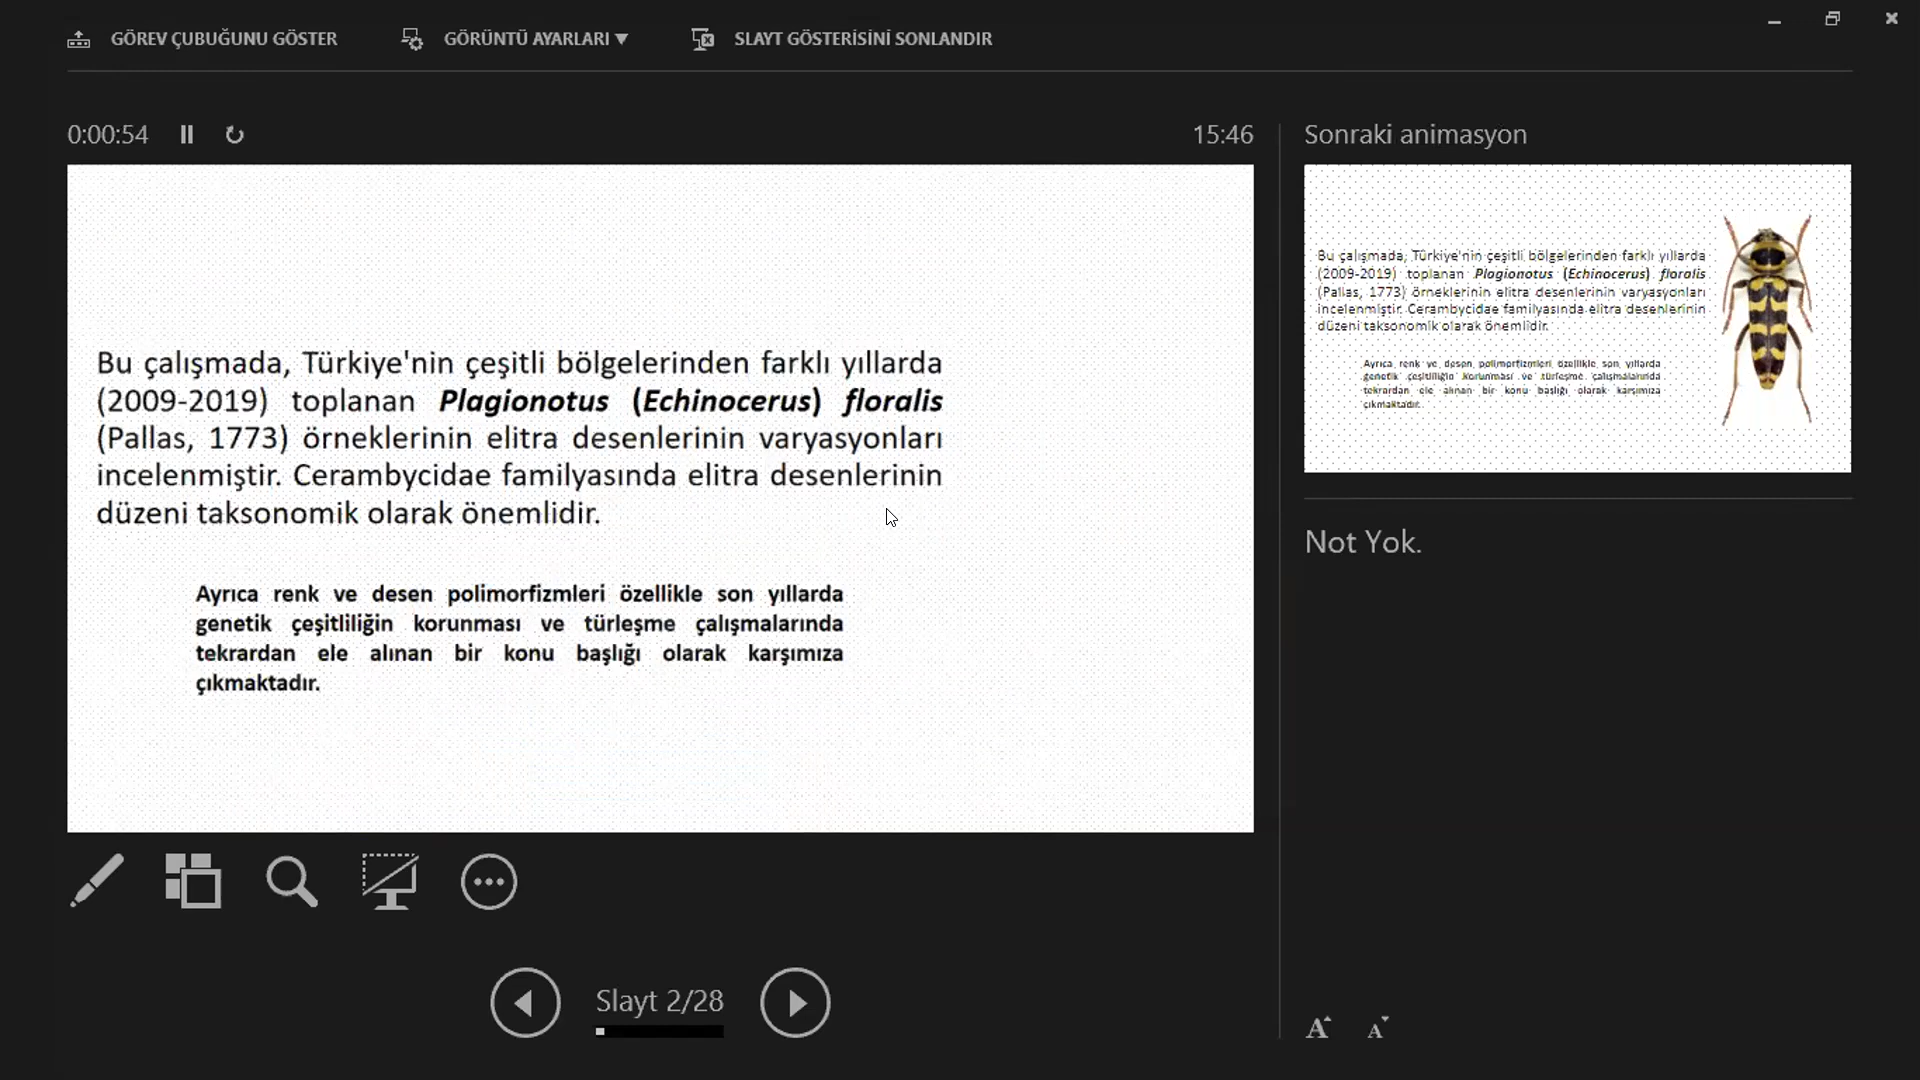 GÖREV ÇUBUĞUNU GÖSTER
GÖRÜNTÜ AYARLARI
SLAYT GÖSTERİSİNİ SONLANDIR
0:00:54
15:46
Bu çalışmada, Türkiye'nin çeşitli bölgelerinden farklı yıllarda
(2009-2019) toplanan Plagionotus (Echinocerus) floralis
(Pallas, 1773) örneklerinin elitra desenlerinin varyasyonları
incelenmiştir. Cerambycidae familyasında elitra desenlerinin
düzeni taksonomik olarak önemlidir.
Ayrıca renk ve desen polimorfizmleri özellikle son yıllarda
genetik çeşitliliğin korunması ve türleşme çalışmalarında
tekrardan ele alınan bir konu başlığı olarak karşımıza
çıkmaktadır.
Slayt 2/28
Sonraki animasyon
Bu çalışmada, Türkiye'nin çeşitli bölgelerinden farklı yıllarda
(2009-2019) toplanan Plagionotus (Echinocerus) floralis
(Pallas, 1773) örneklerinin elitra desenlerinin varyasyonları
incelenmiştir. Cerambycidae familyasında elitra desenlerinin
düzeni taksonomik olarak önemlidir.
Ayrıca renk ve desen polimorfizmleri özellikle son yıllarda
genetik çeşitliliğin korunması ve türleşme çalışmalarında
tekrardan ele alınan bir konu başlığı olarak karşımıza
çıkmaktadır.
Not Yok.
A A